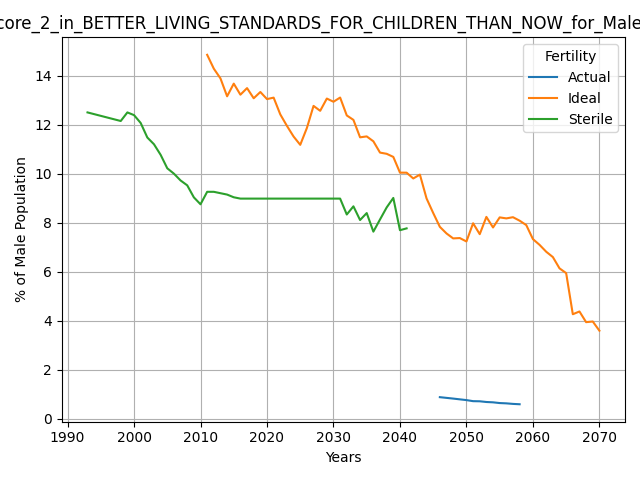 core_2_in_BETTER_LIVING_STANDARDS_FOR_CHILDREN_THAN_NOW_for_Male
Fertility
Actual
Ideal
Sterile
14
12
10
8
6
4
2
0
% of Male Population
1990 2000 2010 2020 2030 2040 2050 2060 2070
Years